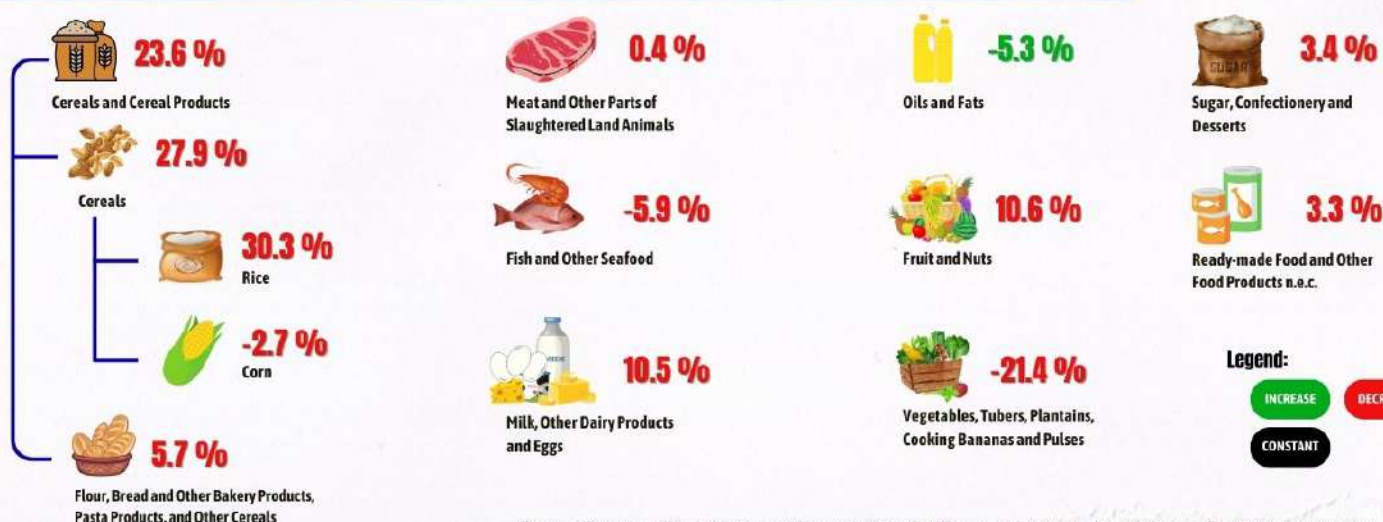 23.6 %
Cereals and Cereal Products
27.9 %
Cereals
30.3 %
Rice
-2.7 %
Corn
5.7 %
Flour, Bread and Other Bakery Products,
Pasta Products, and Other Cereals
0.4 %
Meat and Other Parts of
Slaughtered Land Animals
-5.9 %
Fish and Other Seafood
10.5 %
Milk, Other Dairy Products
and Eggs
-5.3 %
Oils and Fats
10.6 %
Fruit and Nuts
-21.4 %
Vegetables, Tubers, Plantains,
Cooking Bananas and Pulses
SUGAR
3.4 %
Sugar, Confectionery and
Desserts
3.3 %
Ready-made Food and Other
Food Products n.e.c.
Legend:
INCREASE
DECR
CONSTANT